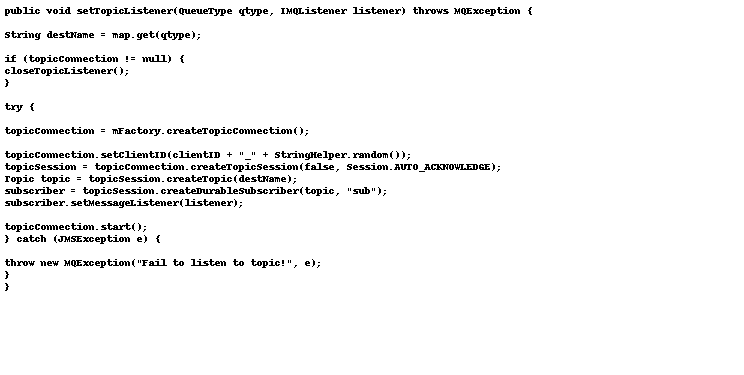 public void setTopicListener(QueueType qtype, IMQListener listener) throws MQException {
String destName = map.get(qtype);
if (topicConnection != null) {
closeTopicListener();
}
try {
topicConnection = mFactory.createTopicConnection();
topicConnection.setClientID(clientID + "_" + StringHelper.random());
topicSession = topicConnection.createTopicSession(false, Session.AUTO_ACKNOWLEDGE);
Topic topic = topicSession.createTopic(destName);
subscriber = topicSession.createDurableSubscriber(topic, "sub");
subscriber.setMessageListener(listener);
topicConnection.start();
} catch (JMSException e) {
throw new MQException("Fail to listen to topic!", e);
}
}